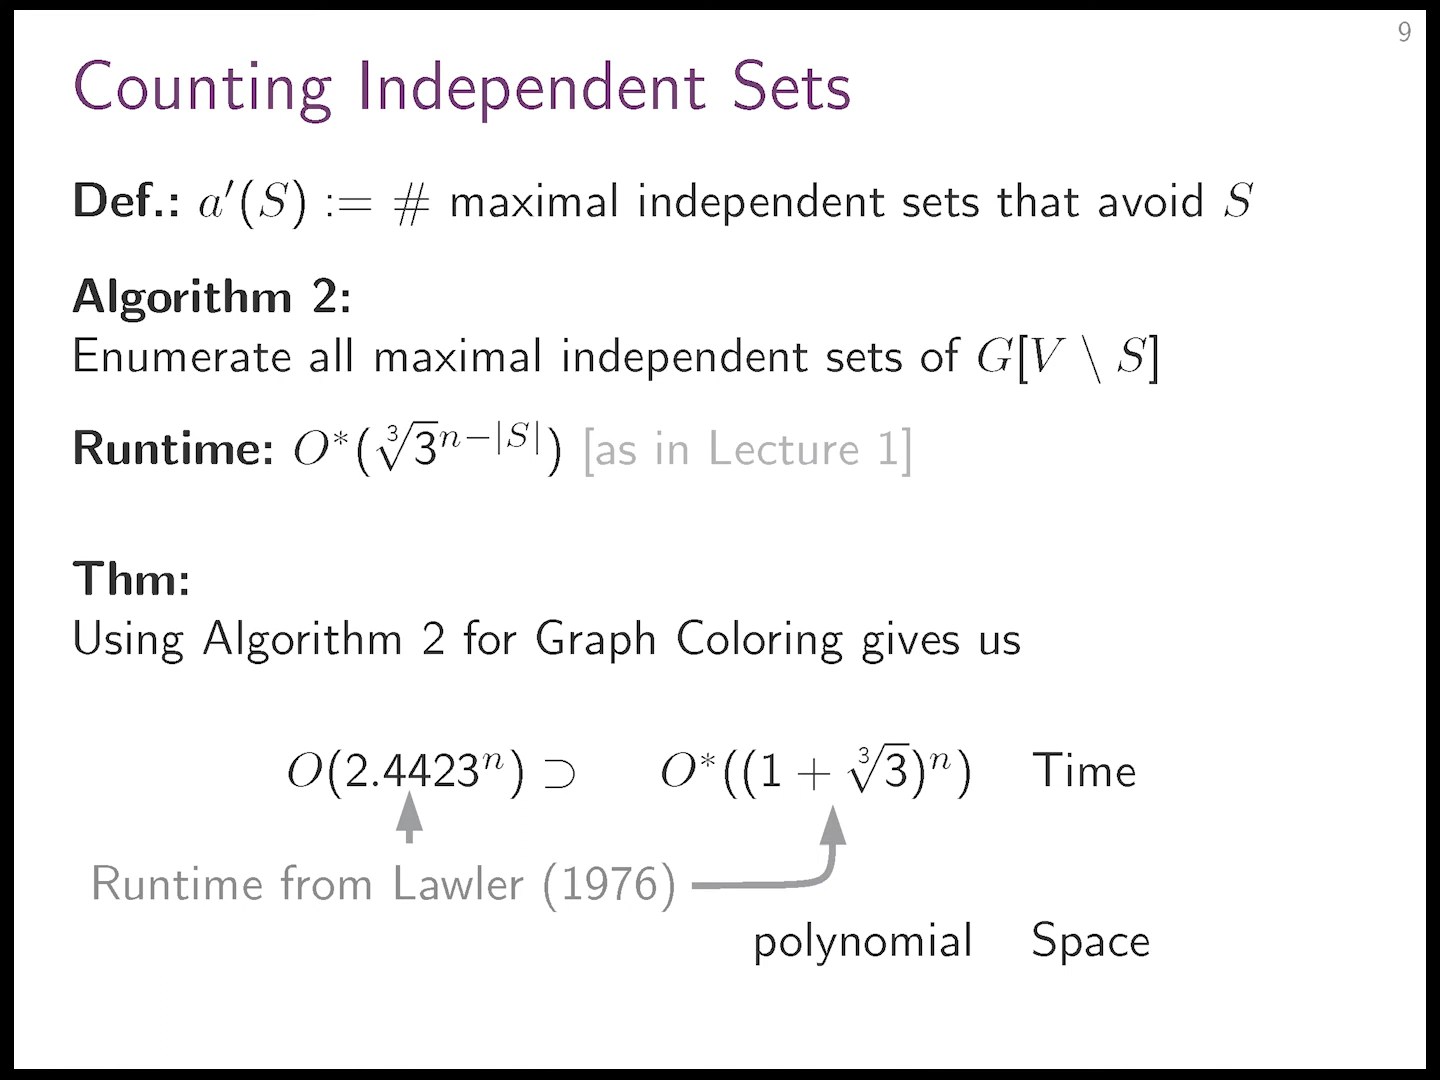 9
Counting Independent Sets
Def.: a′(S) := # maximal independent sets that avoid S
Algorithm 2:
Enumerate all maximal independent sets of G[V \ S]
Runtime: O*(∛3ⁿ⁻|S|) [as in Lecture 1]
Thm:
Using Algorithm 2 for Graph Coloring gives us
O(2.4423ⁿ) ⊃ O*((1 + ∛3)ⁿ) Time
Runtime from Lawler (1976)
polynomial Space